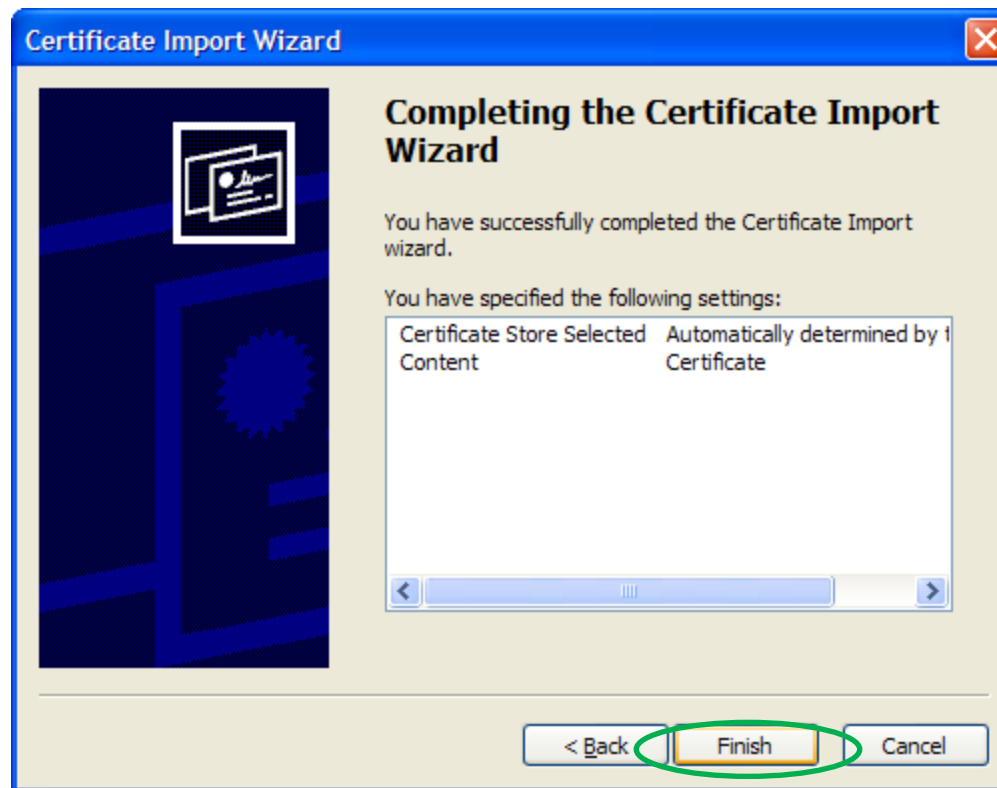 Certificate Import Wizard
Completing the Certificate Import
Wizard
You have successfully completed the Certificate Import
wizard.
You have specified the following settings:
Certificate Store Selected Automatically determined by t
Content Certificate
< Back Finish Cancel